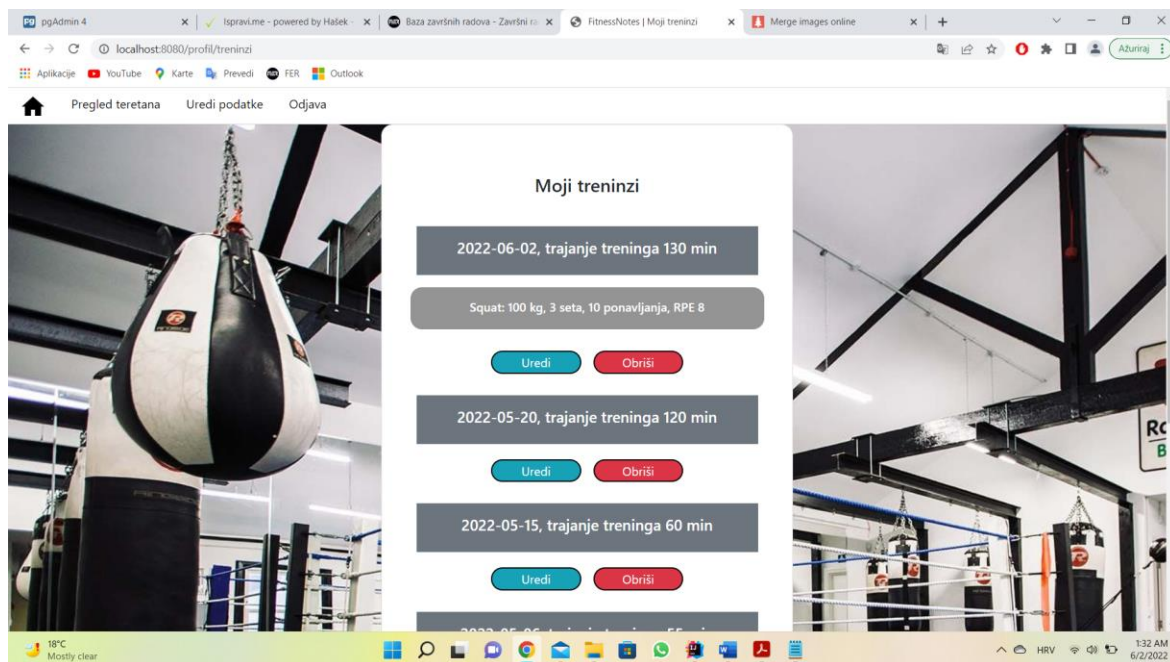 pgAdmin 4
Ispravi.me - powered by Hašek -
Baza završnih radova - Završni ra
FitnessNotes | Moji treninzi
Merge images online
localhost:8080/profil/treninzi
Ažuriraj
Aplikacije YouTube Karte Prevedi FER Outlook
Pregled teretana Uredi podatke Odjava
Moji treninzi
2022-06-02, trajanje treninga 130 min
Squat: 100 kg, 3 seta, 10 ponavljanja, RPE 8
Uredi Obriši
2022-05-20, trajanje treninga 120 min
Uredi Obriši
2022-05-15, trajanje treninga 60 min
Uredi Obriši
18°C
Mostly clear
HRV
1:32 AM
6/2/2022